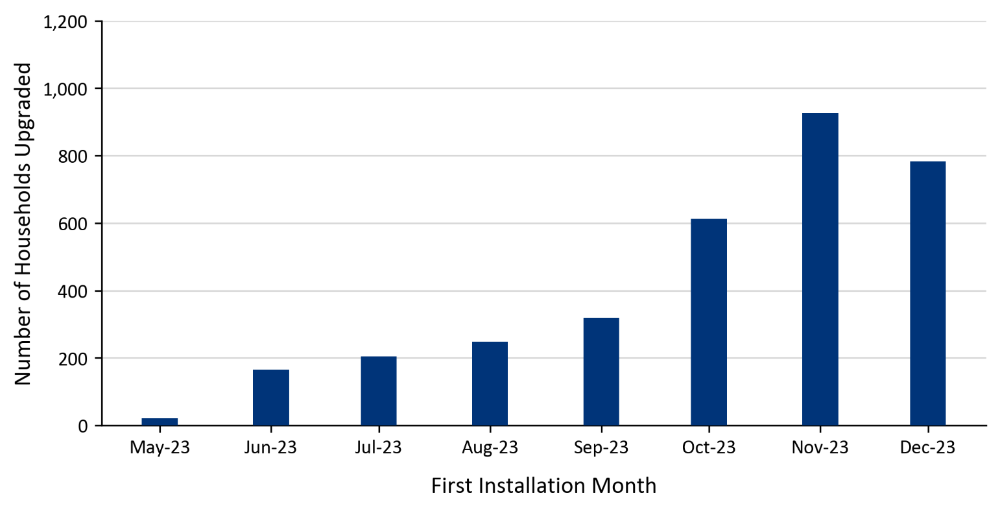 Number of Households Upgraded
1,200
1,000
800
600
400
200
0
May-23 Jun-23 Jul-23 Aug-23 Sep-23 Oct-23 Nov-23 Dec-23
First Installation Month